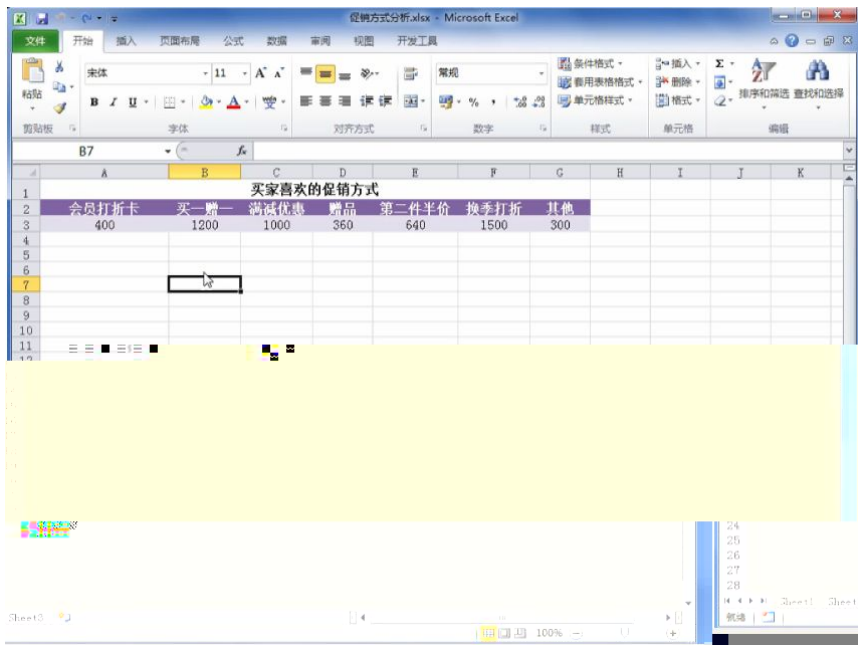 促销方式分析.xlsx - Microsoft Excel
文件 开始 插入 页面布局 公式 数据 审阅 视图 开发工具
粘贴 宋体 11 常规 条件格式 套用表格格式 单元格样式 插入 删除 格式 排序和筛选 查找和选择
剪贴板 字体 对齐方式 数字 样式 单元格 编辑
B7 fx
A B C D E F G H I J K
1 买家喜欢的促销方式
2 会员打折卡 买一赠一 满减优惠 赠品 第二件半价 换季打折 其他
3 400 1200 1000 360 640 1500 300
4
5
6
7
8
9
10
11
24
25
26
27
28
Sheet3
就绪
100%